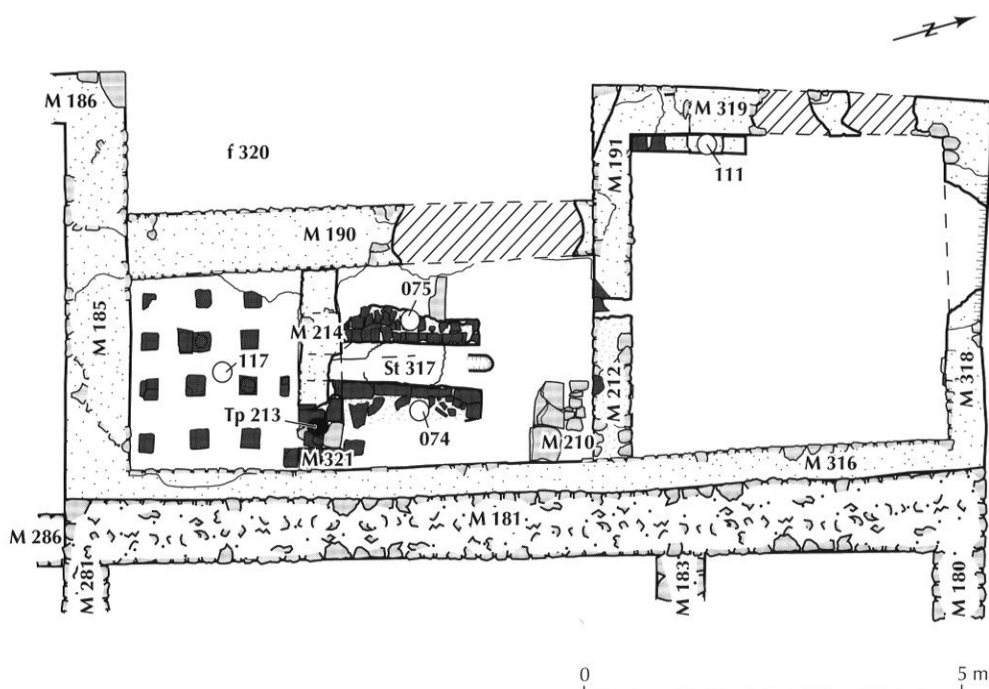 N
M 186
f 320
M 319
M 191
111
M 190
075
M 185
M 214
117
St 317
Tp 213
074
M 212
M 318
M 210
M 321
M 316
M 181
M 286
M 281
M 183
M 180
0 5 m